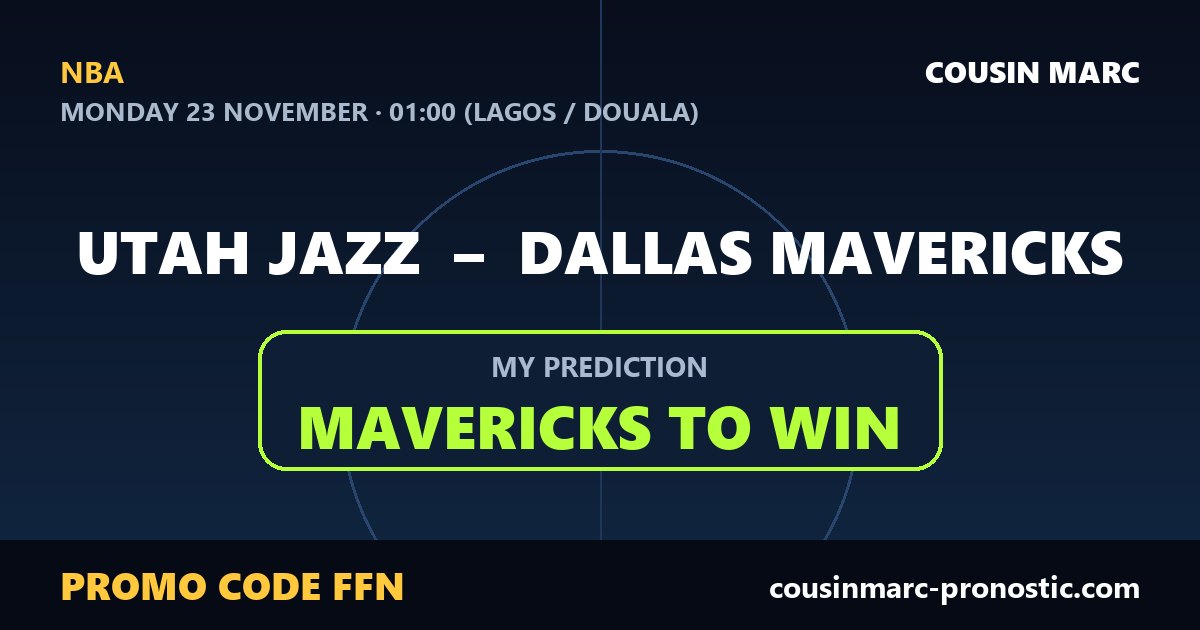 NBA
COUSIN MARC
MONDAY 23 NOVEMBER · 01:00 (LAGOS / DOUALA)
UTAH JAZZ – DALLAS MAVERICKS
MY PREDICTION
MAVERICKS TO WIN
PROMO CODE FFN
cousinmarc-pronostic.com